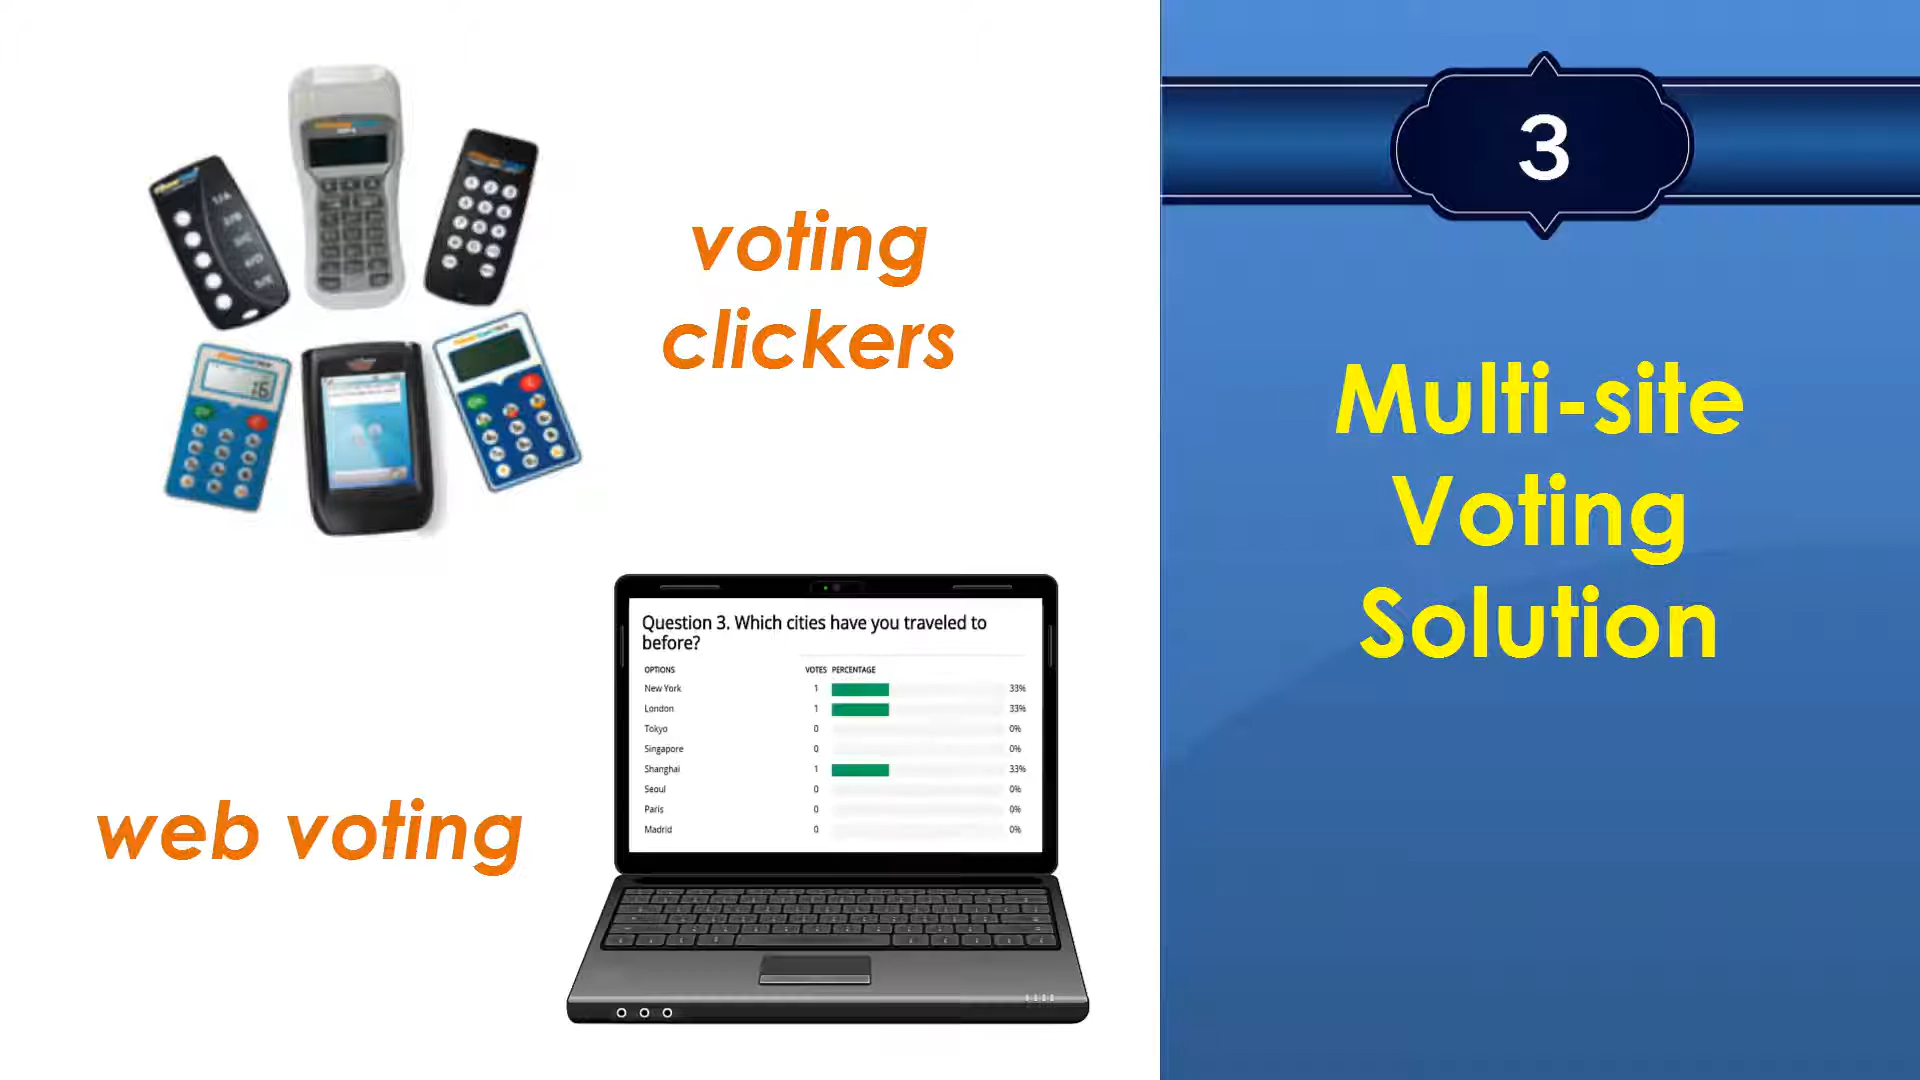 voting
clickers
3
Multi-site
Voting
Solution
Question 3. Which cities have you traveled to
before?
OPTIONS VOTES PERCENTAGE
New York 1 33%
London 1 33%
Tokyo 0 0%
Singapore 0 0%
Shanghai 1 33%
Seoul 0 0%
Paris 0 0%
Madrid 0 0%
web voting